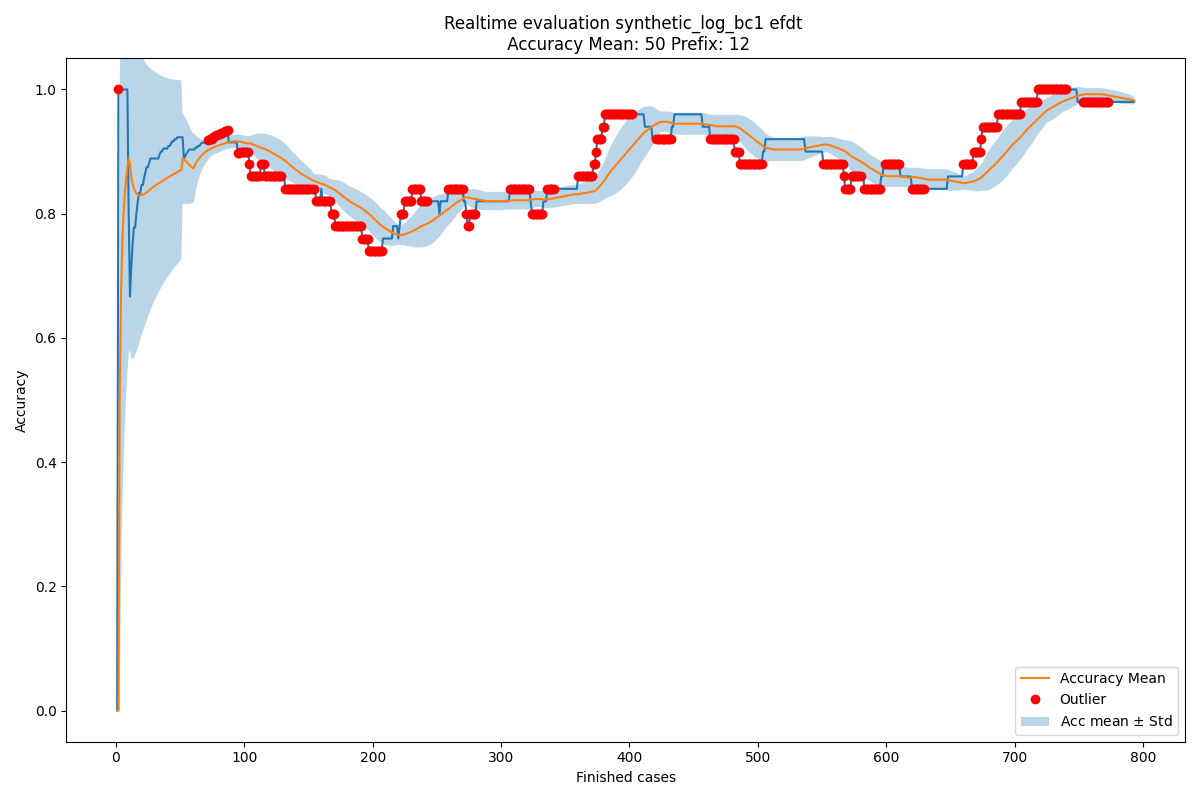 Realtime evaluation synthetic_log_bc1 efdt
Accuracy Mean: 50 Prefix: 12
1.0
0.8
0.6
0.4
0.2
0.0
Accuracy
0 100 200 300 400 500 600 700 800
Finished cases
Accuracy Mean
Outlier
Acc mean ± Std